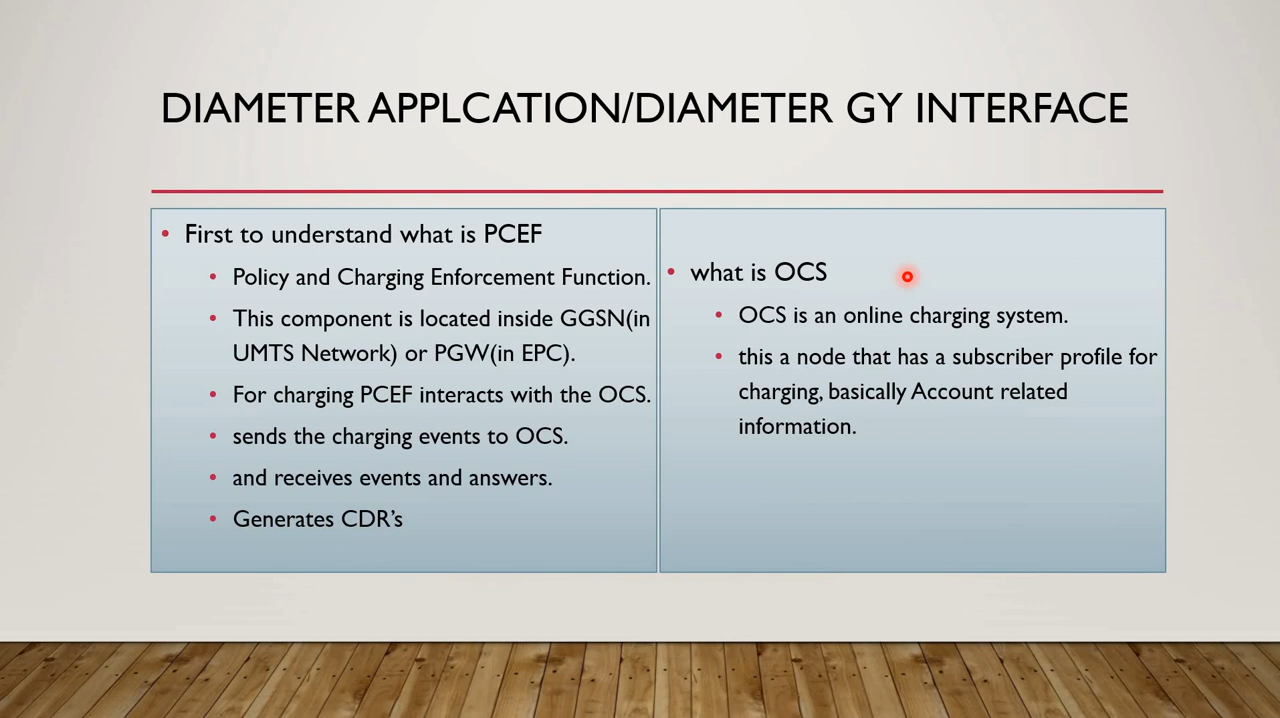 DIAMETER APPLCATION/DIAMETER GY INTERFACE
• First to understand what is PCEF
• Policy and Charging Enforcement Function.
• This component is located inside GGSN(in
UMTS Network) or PGW(in EPC).
• For charging PCEF interacts with the OCS.
• sends the charging events to OCS.
• and receives events and answers.
• Generates CDR’s
• what is OCS
• OCS is an online charging system.
• this a node that has a subscriber profile for
charging, basically Account related
information.